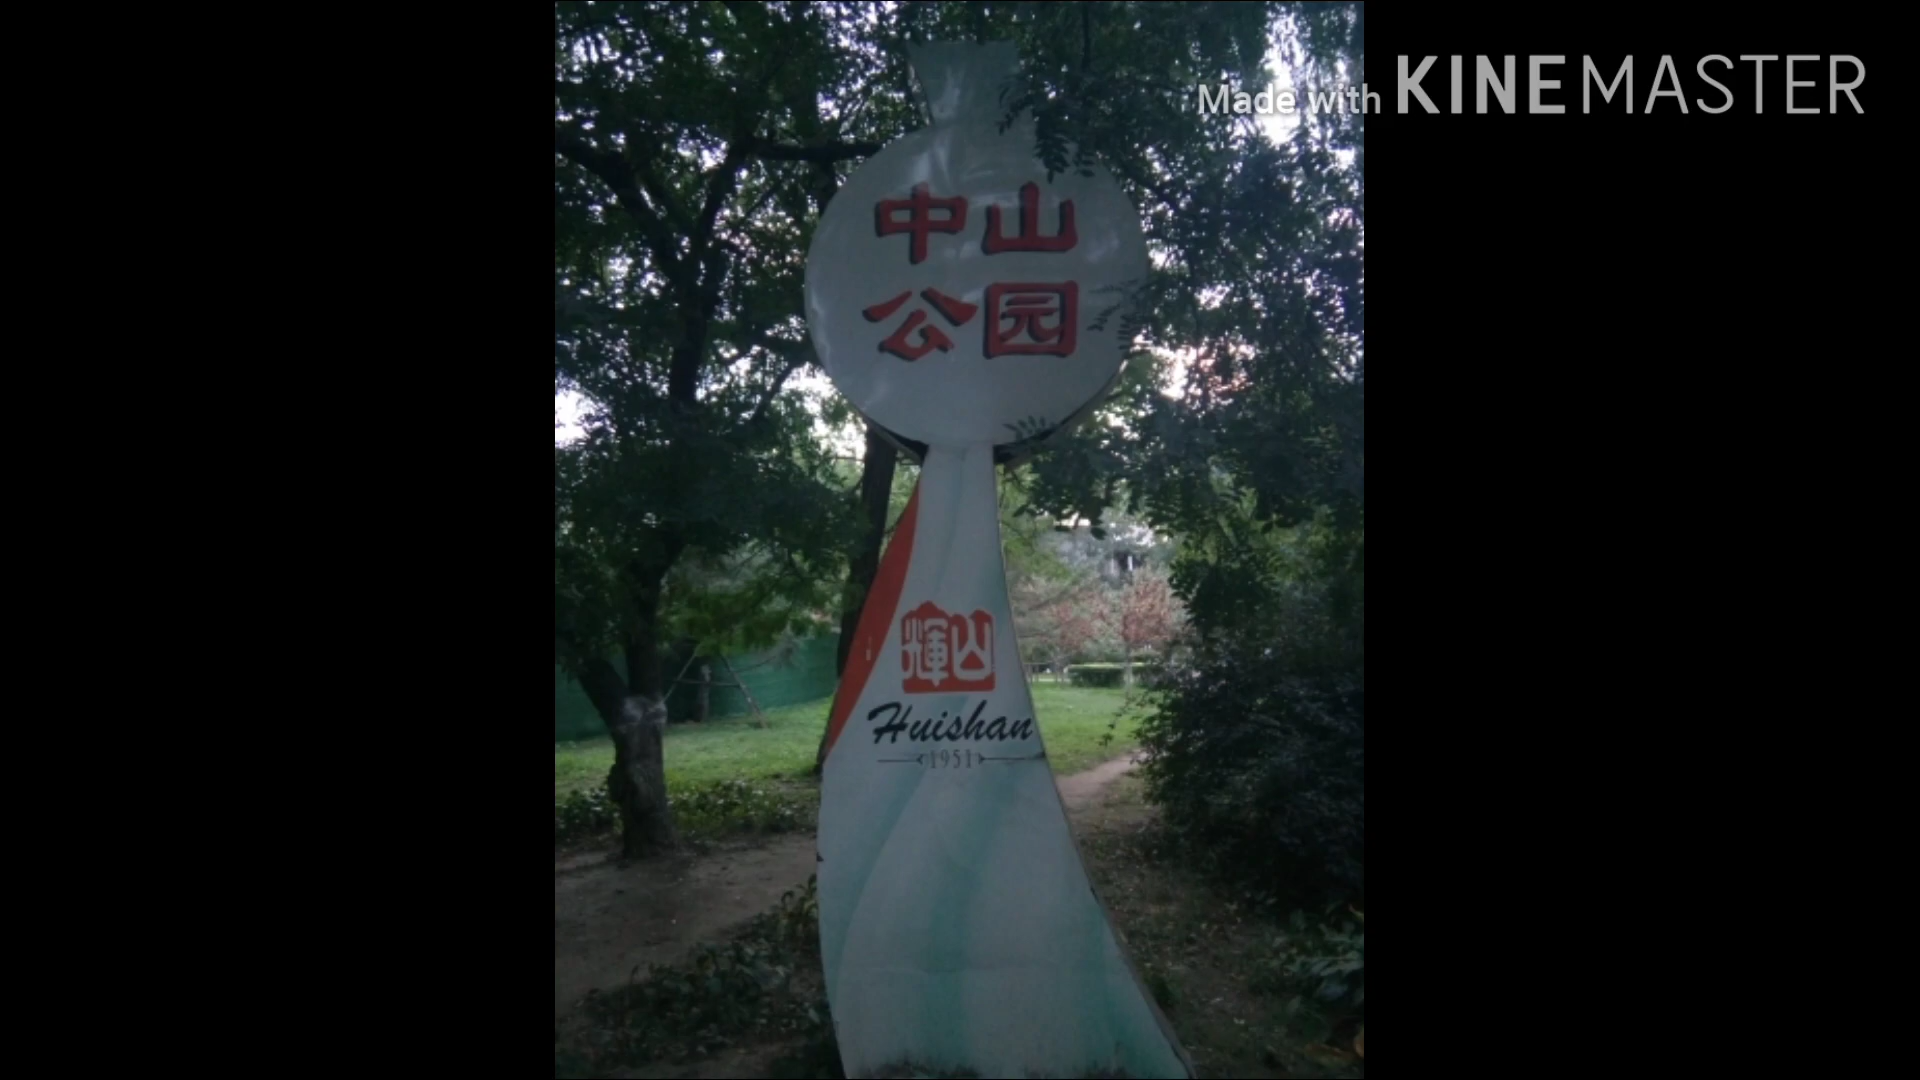 Made with KINEMASTER
中山
公园
輝山
Huishan
1951